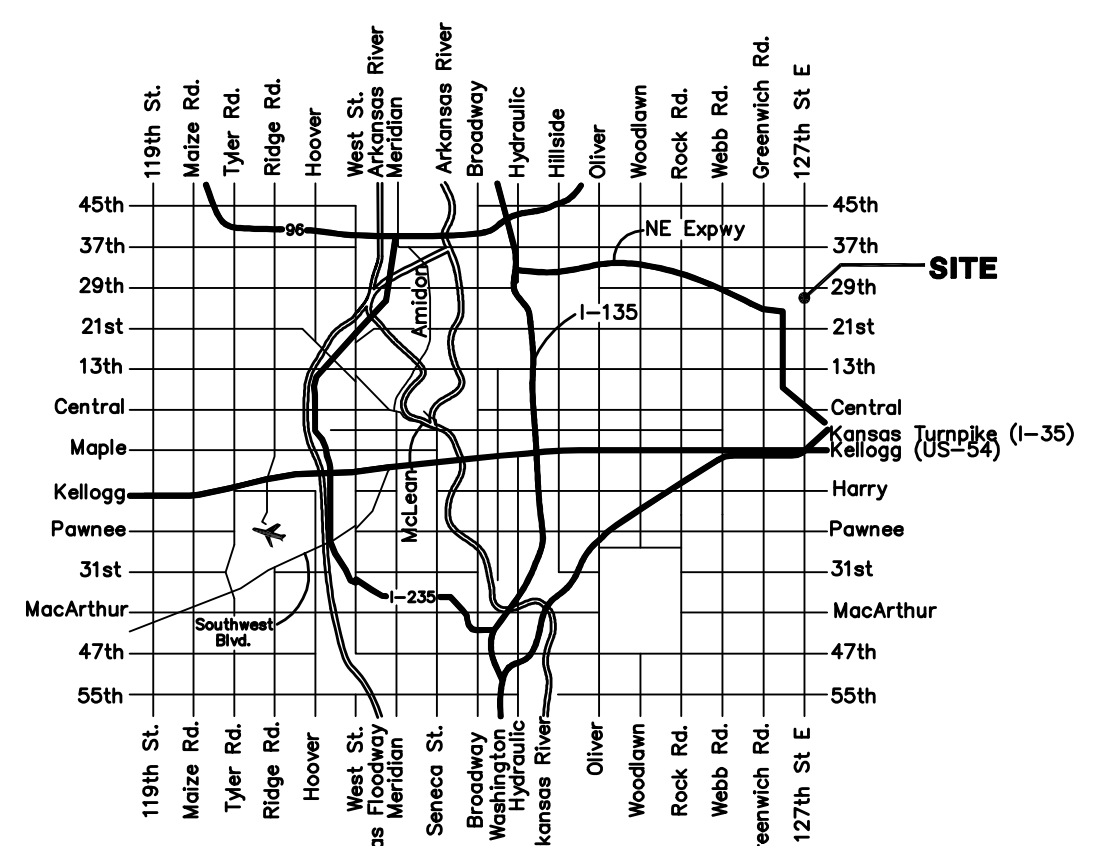 119th St.
Maize Rd.
Tyler Rd.
Ridge Rd.
Hoover
West St.
Arkansas River
Meridian
Arkansas River
Broadway
Hydraulic
Hillside
Oliver
Woodlawn
Rock Rd.
Webb Rd.
Greenwich Rd.
127th St E
45th
45th
96
NE Expwy
37th
37th
SITE
29th
29th
Amidon
I-135
21st
21st
13th
13th
Central
Central
Kansas Turnpike (I-35)
Maple
Kellogg (US-54)
Kellogg
Harry
McLean
Pawnee
Pawnee
31st
31st
I-235
MacArthur
MacArthur
Southwest
Blvd.
47th
47th
55th
55th
119th St.
Maize Rd.
Tyler Rd.
Ridge Rd.
Hoover
West St.
as Floodway
Meridian
Seneca St.
Broadway
Washington
Hydraulic
kansas River
Oliver
Woodlawn
Rock Rd.
Webb Rd.
eenwich Rd.
127th St E